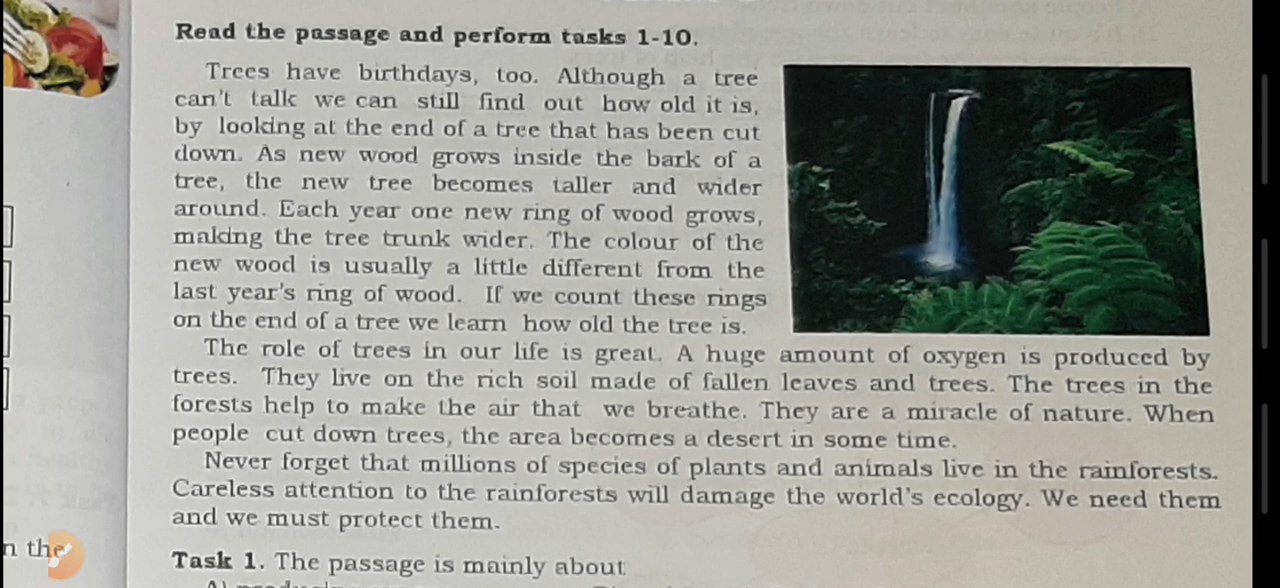 Read the passage and perform tasks 1-10.
Trees have birthdays, too. Although a tree
can't talk we can still find out how old it is,
by looking at the end of a tree that has been cut
down. As new wood grows inside the bark of a
tree, the new tree becomes taller and wider
around. Each year one new ring of wood grows,
making the tree trunk wider. The colour of the
new wood is usually a little different from the
last year's ring of wood. If we count these rings
on the end of a tree we learn how old the tree is.
The role of trees in our life is great. A huge amount of oxygen is produced by
trees. They live on the rich soil made of fallen leaves and trees. The trees in the
forests help to make the air that we breathe. They are a miracle of nature. When
people cut down trees, the area becomes a desert in some time.
Never forget that millions of species of plants and animals live in the rainforests.
Careless attention to the rainforests will damage the world's ecology. We need them
and we must protect them.
n the
Task 1. The passage is mainly about